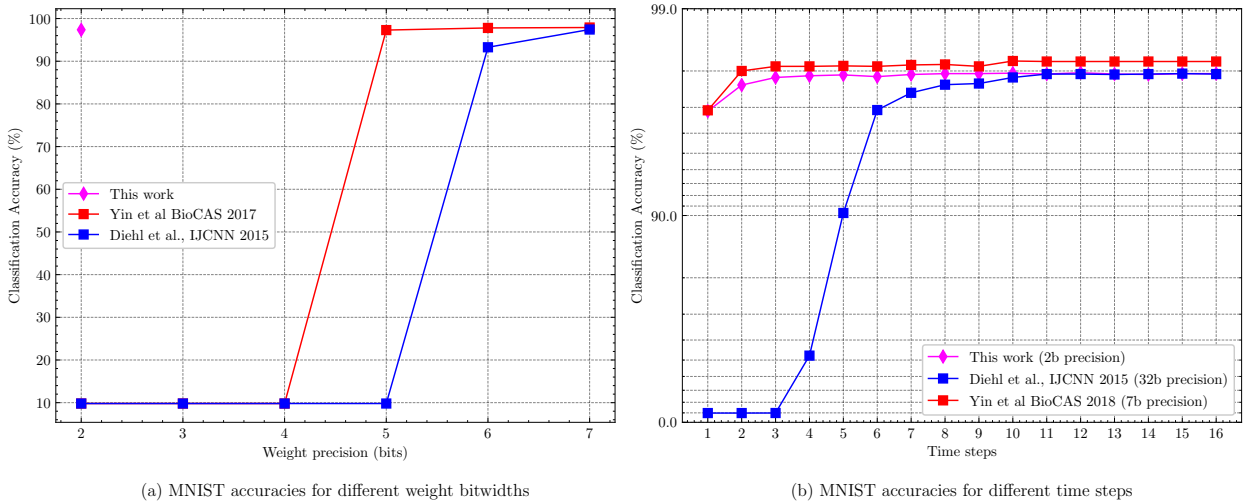 100
90
80
70
60
50
40
30
20
10
Classification Accuracy (%)
This work
Yin et al BioCAS 2017
Diehl et al., IJCNN 2015
2 3 4 5 6 7
Weight precision (bits)
(a) MNIST accuracies for different weight bitwidths
99.0
90.0
0.0
Classification Accuracy (%)
This work (2b precision)
Diehl et al., IJCNN 2015 (32b precision)
Yin et al BioCAS 2018 (7b precision)
1 2 3 4 5 6 7 8 9 10 11 12 13 14 15 16
Time steps
(b) MNIST accuracies for different time steps